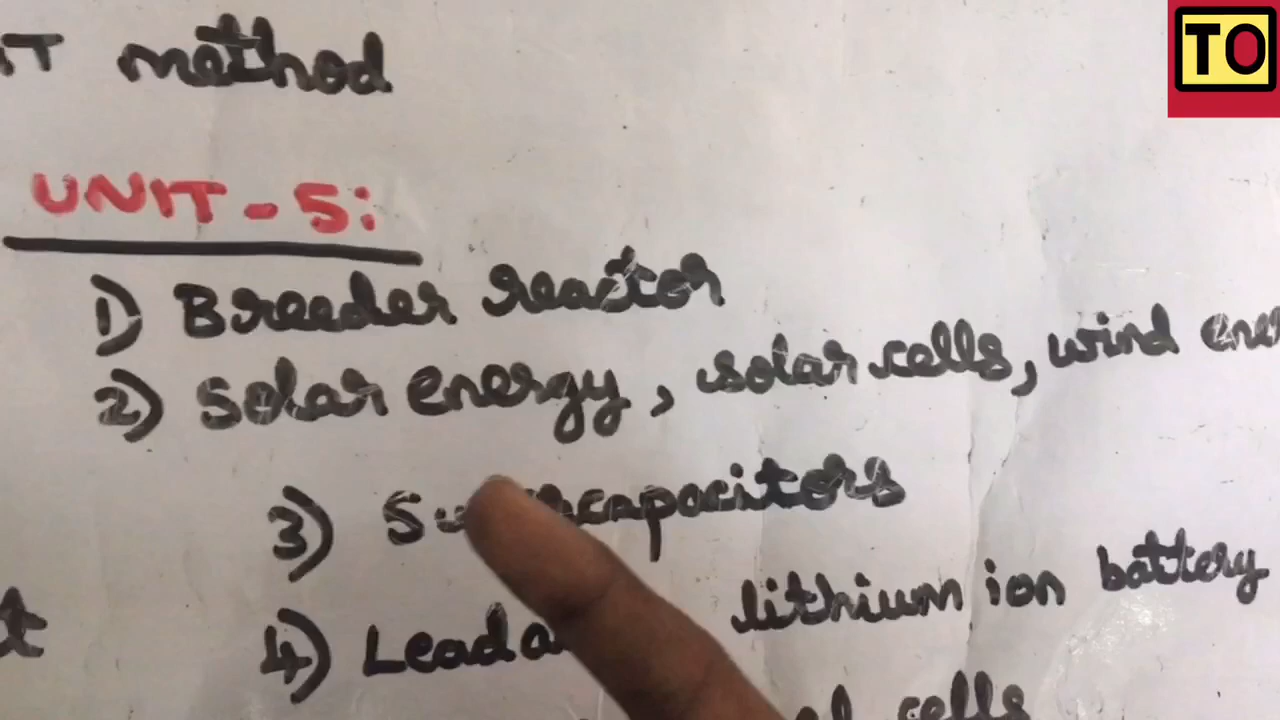 TO
method
UNIT-5:
1) Breeder reactor
2) Solar energy, solar cells, wind
3)
4) Lead lithium ion battery
cells